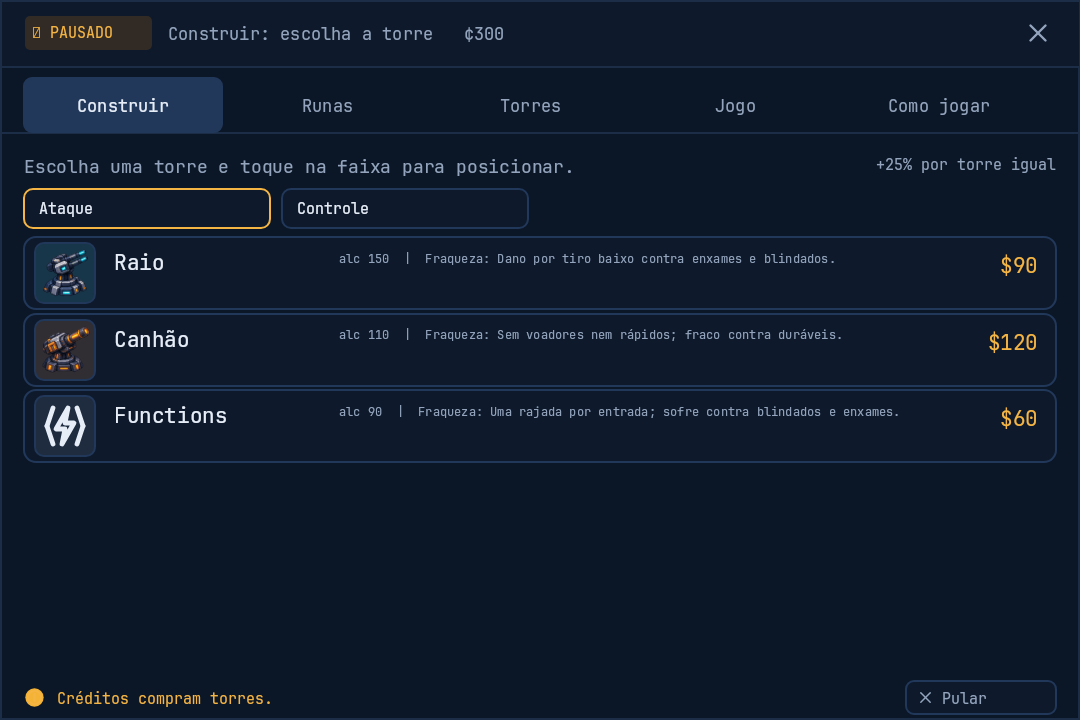 PAUSADO Construir: escolha a torre ₵300
Construir Runas Torres Jogo Como jogar
Escolha uma torre e toque na faixa para posicionar. +25% por torre igual
Ataque Controle
Raio alc 150 | Fraqueza: Dano por tiro baixo contra enxames e blindados. $90
Canhão alc 110 | Fraqueza: Sem voadores nem rápidos; fraco contra duráveis. $120
Functions alc 90 | Fraqueza: Uma rajada por entrada; sofre contra blindados e enxames. $60
Créditos compram torres. Pular